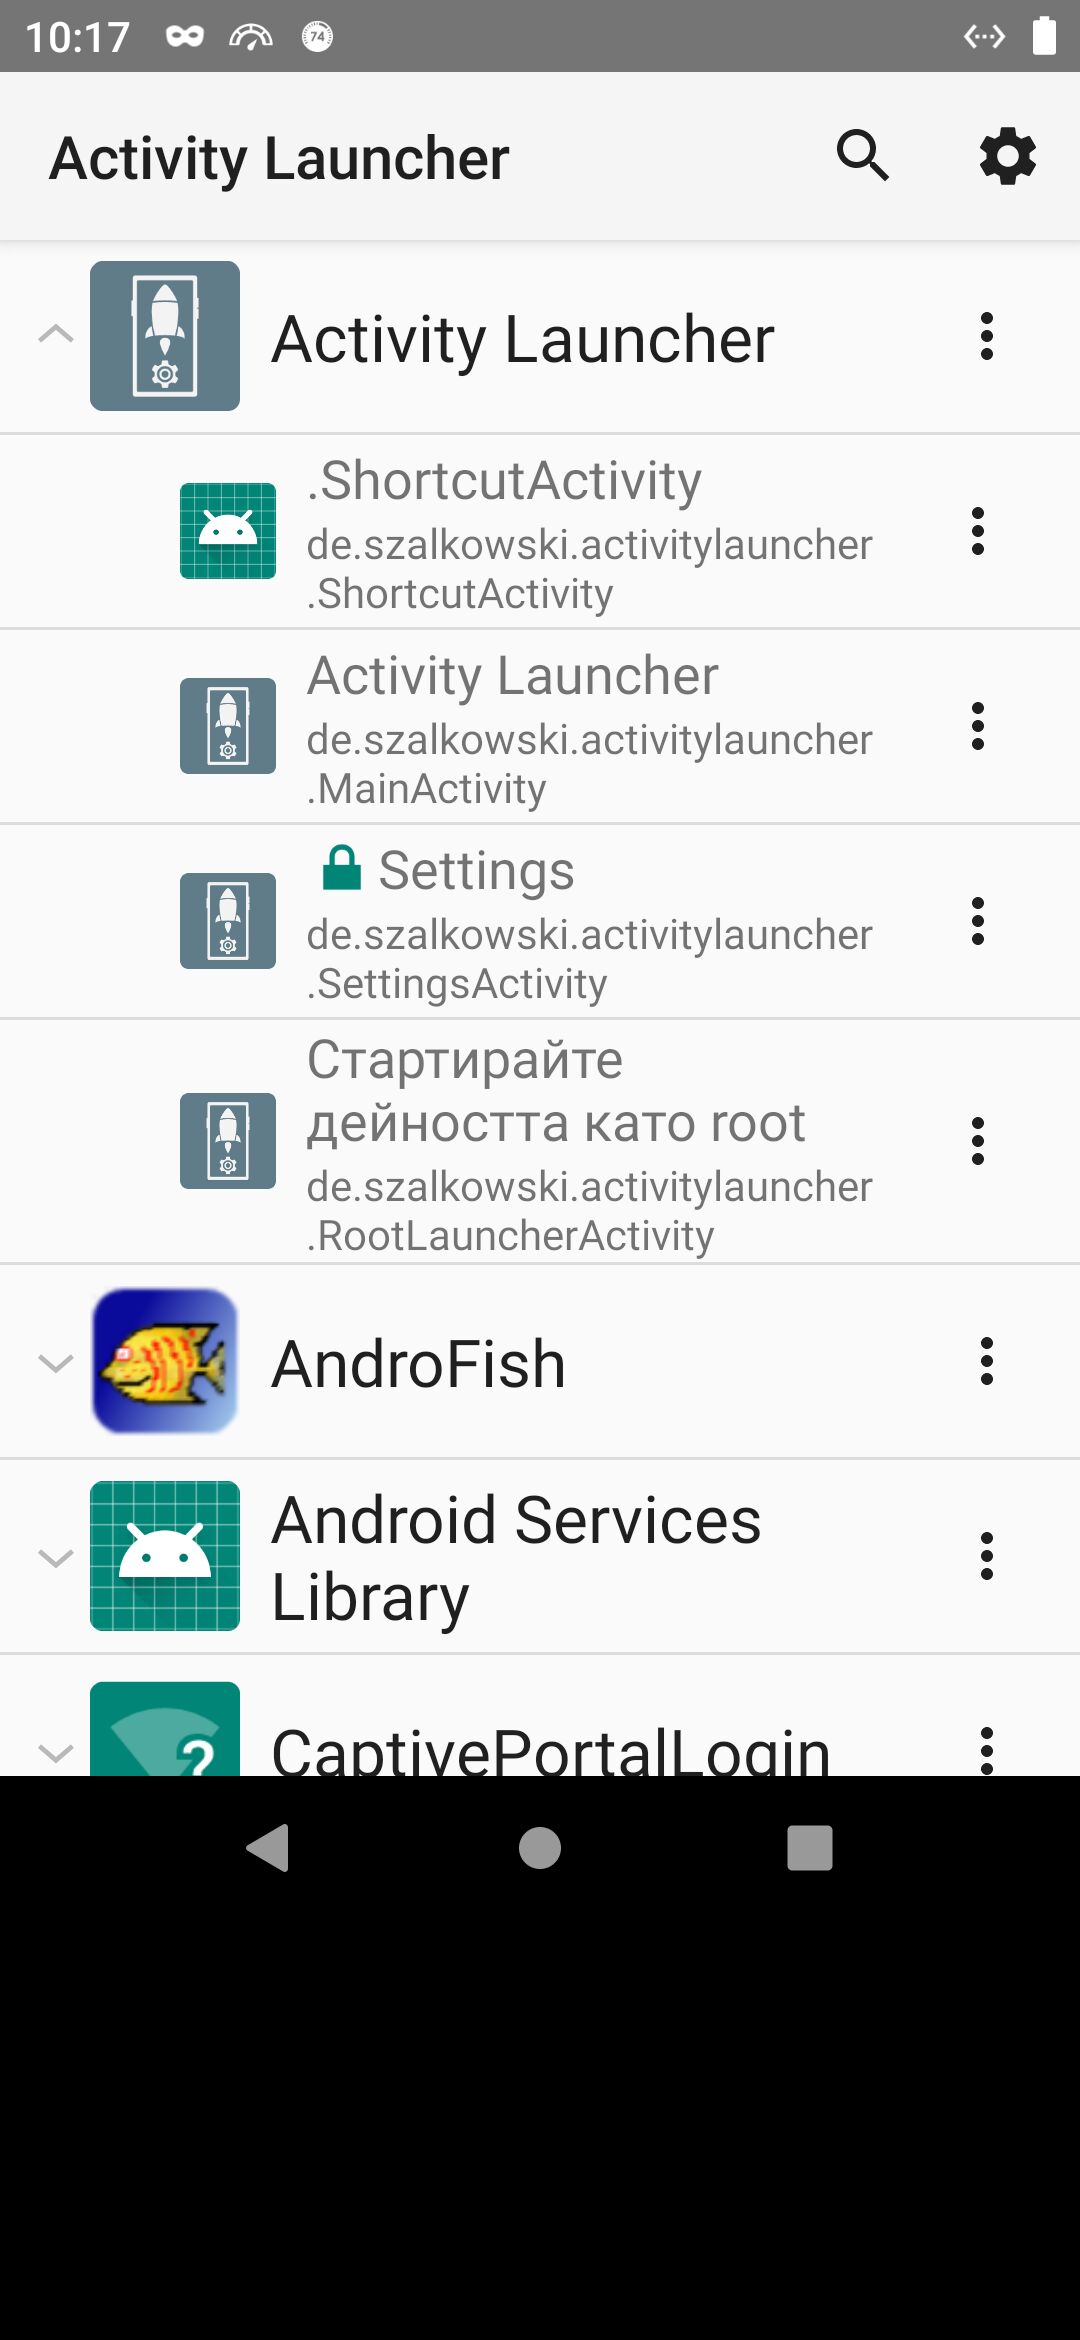 10:17
74
Activity Launcher
Activity Launcher
.ShortcutActivity
de.szalkowski.activitylauncher
.ShortcutActivity
Activity Launcher
de.szalkowski.activitylauncher
.MainActivity
Settings
de.szalkowski.activitylauncher
.SettingsActivity
Стартирайте
дейността като root
de.szalkowski.activitylauncher
.RootLauncherActivity
AndroFish
Android Services
Library
?
CaptivePortalLogin